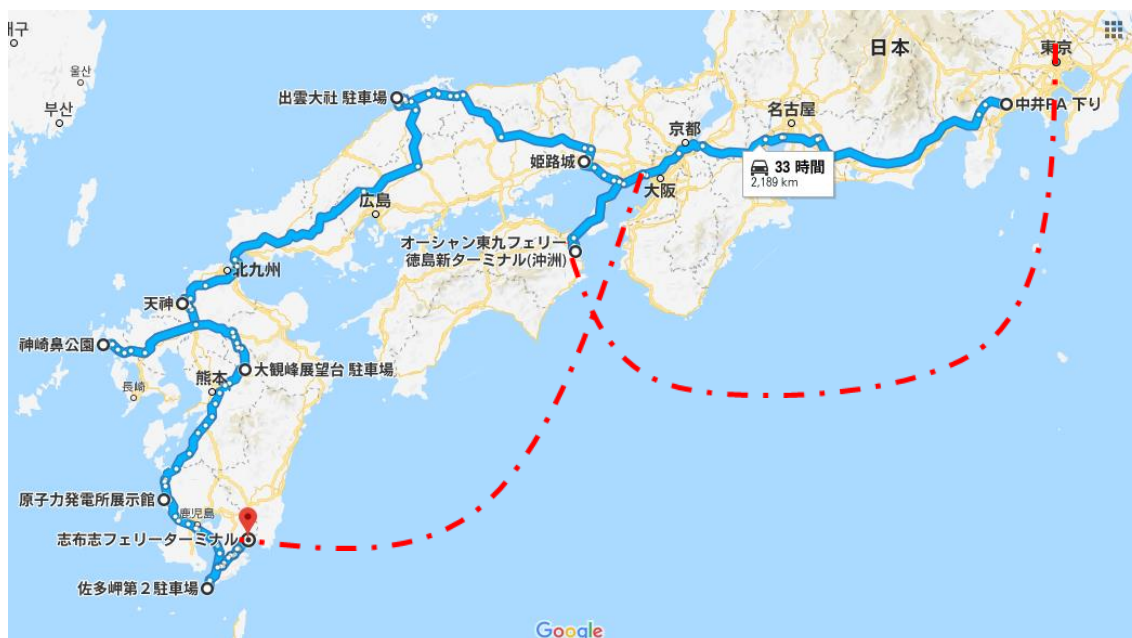 대구
울산
부산
日本
東京
中井PA 下り
名古屋
京都
33 時間
2,189 km
大阪
出雲大社 駐車場
姫路城
広島
オーシャン東九フェリー
徳島新ターミナル(沖洲)
北九州
天神
神崎鼻公園
長崎
熊本
大観峰展望台 駐車場
原子力発電所展示館
鹿児島
志布志フェリーターミナル
佐多岬第2駐車場
Google